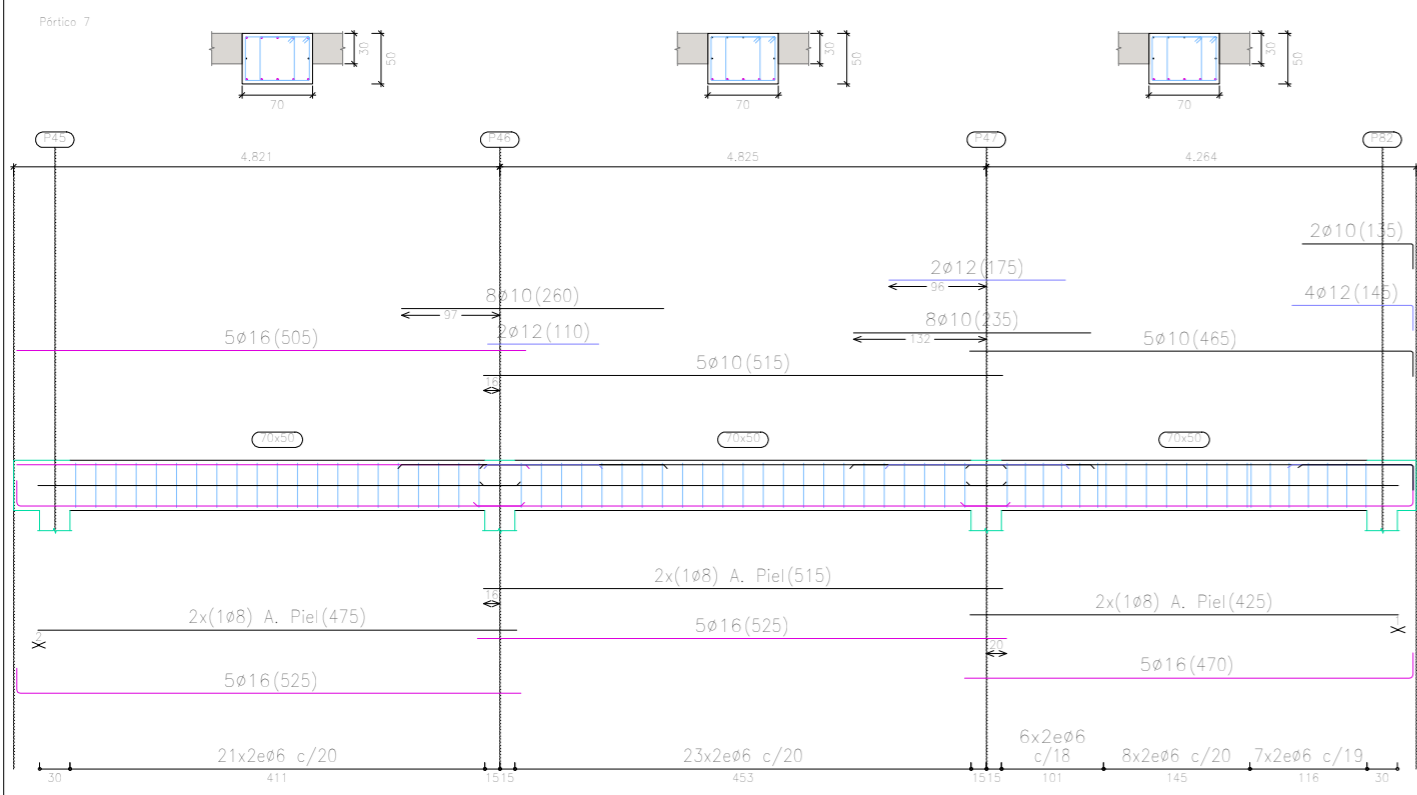 Pórtico 7
30
50
70
30
50
70
30
50
70
P45
P46
P47
P82
4.821
4.825
4.264
2ø10(135)
2ø12(175)
96
4ø12(145)
8ø10(260)
97
8ø10(235)
132
5ø16(505)
2ø12(110)
5ø10(465)
5ø10(515)
16
70x50
70x50
70x50
2x(1ø8) A. Piel(515)
16
2x(1ø8) A. Piel(475)
2
2x(1ø8) A. Piel(425)
5ø16(525)
20
5ø16(525)
5ø16(470)
21x2eø6 c/20
23x2eø6 c/20
6x2eø6
c/18
8x2eø6 c/20
7x2eø6 c/19
30
411
1515
453
1515
101
145
116
30